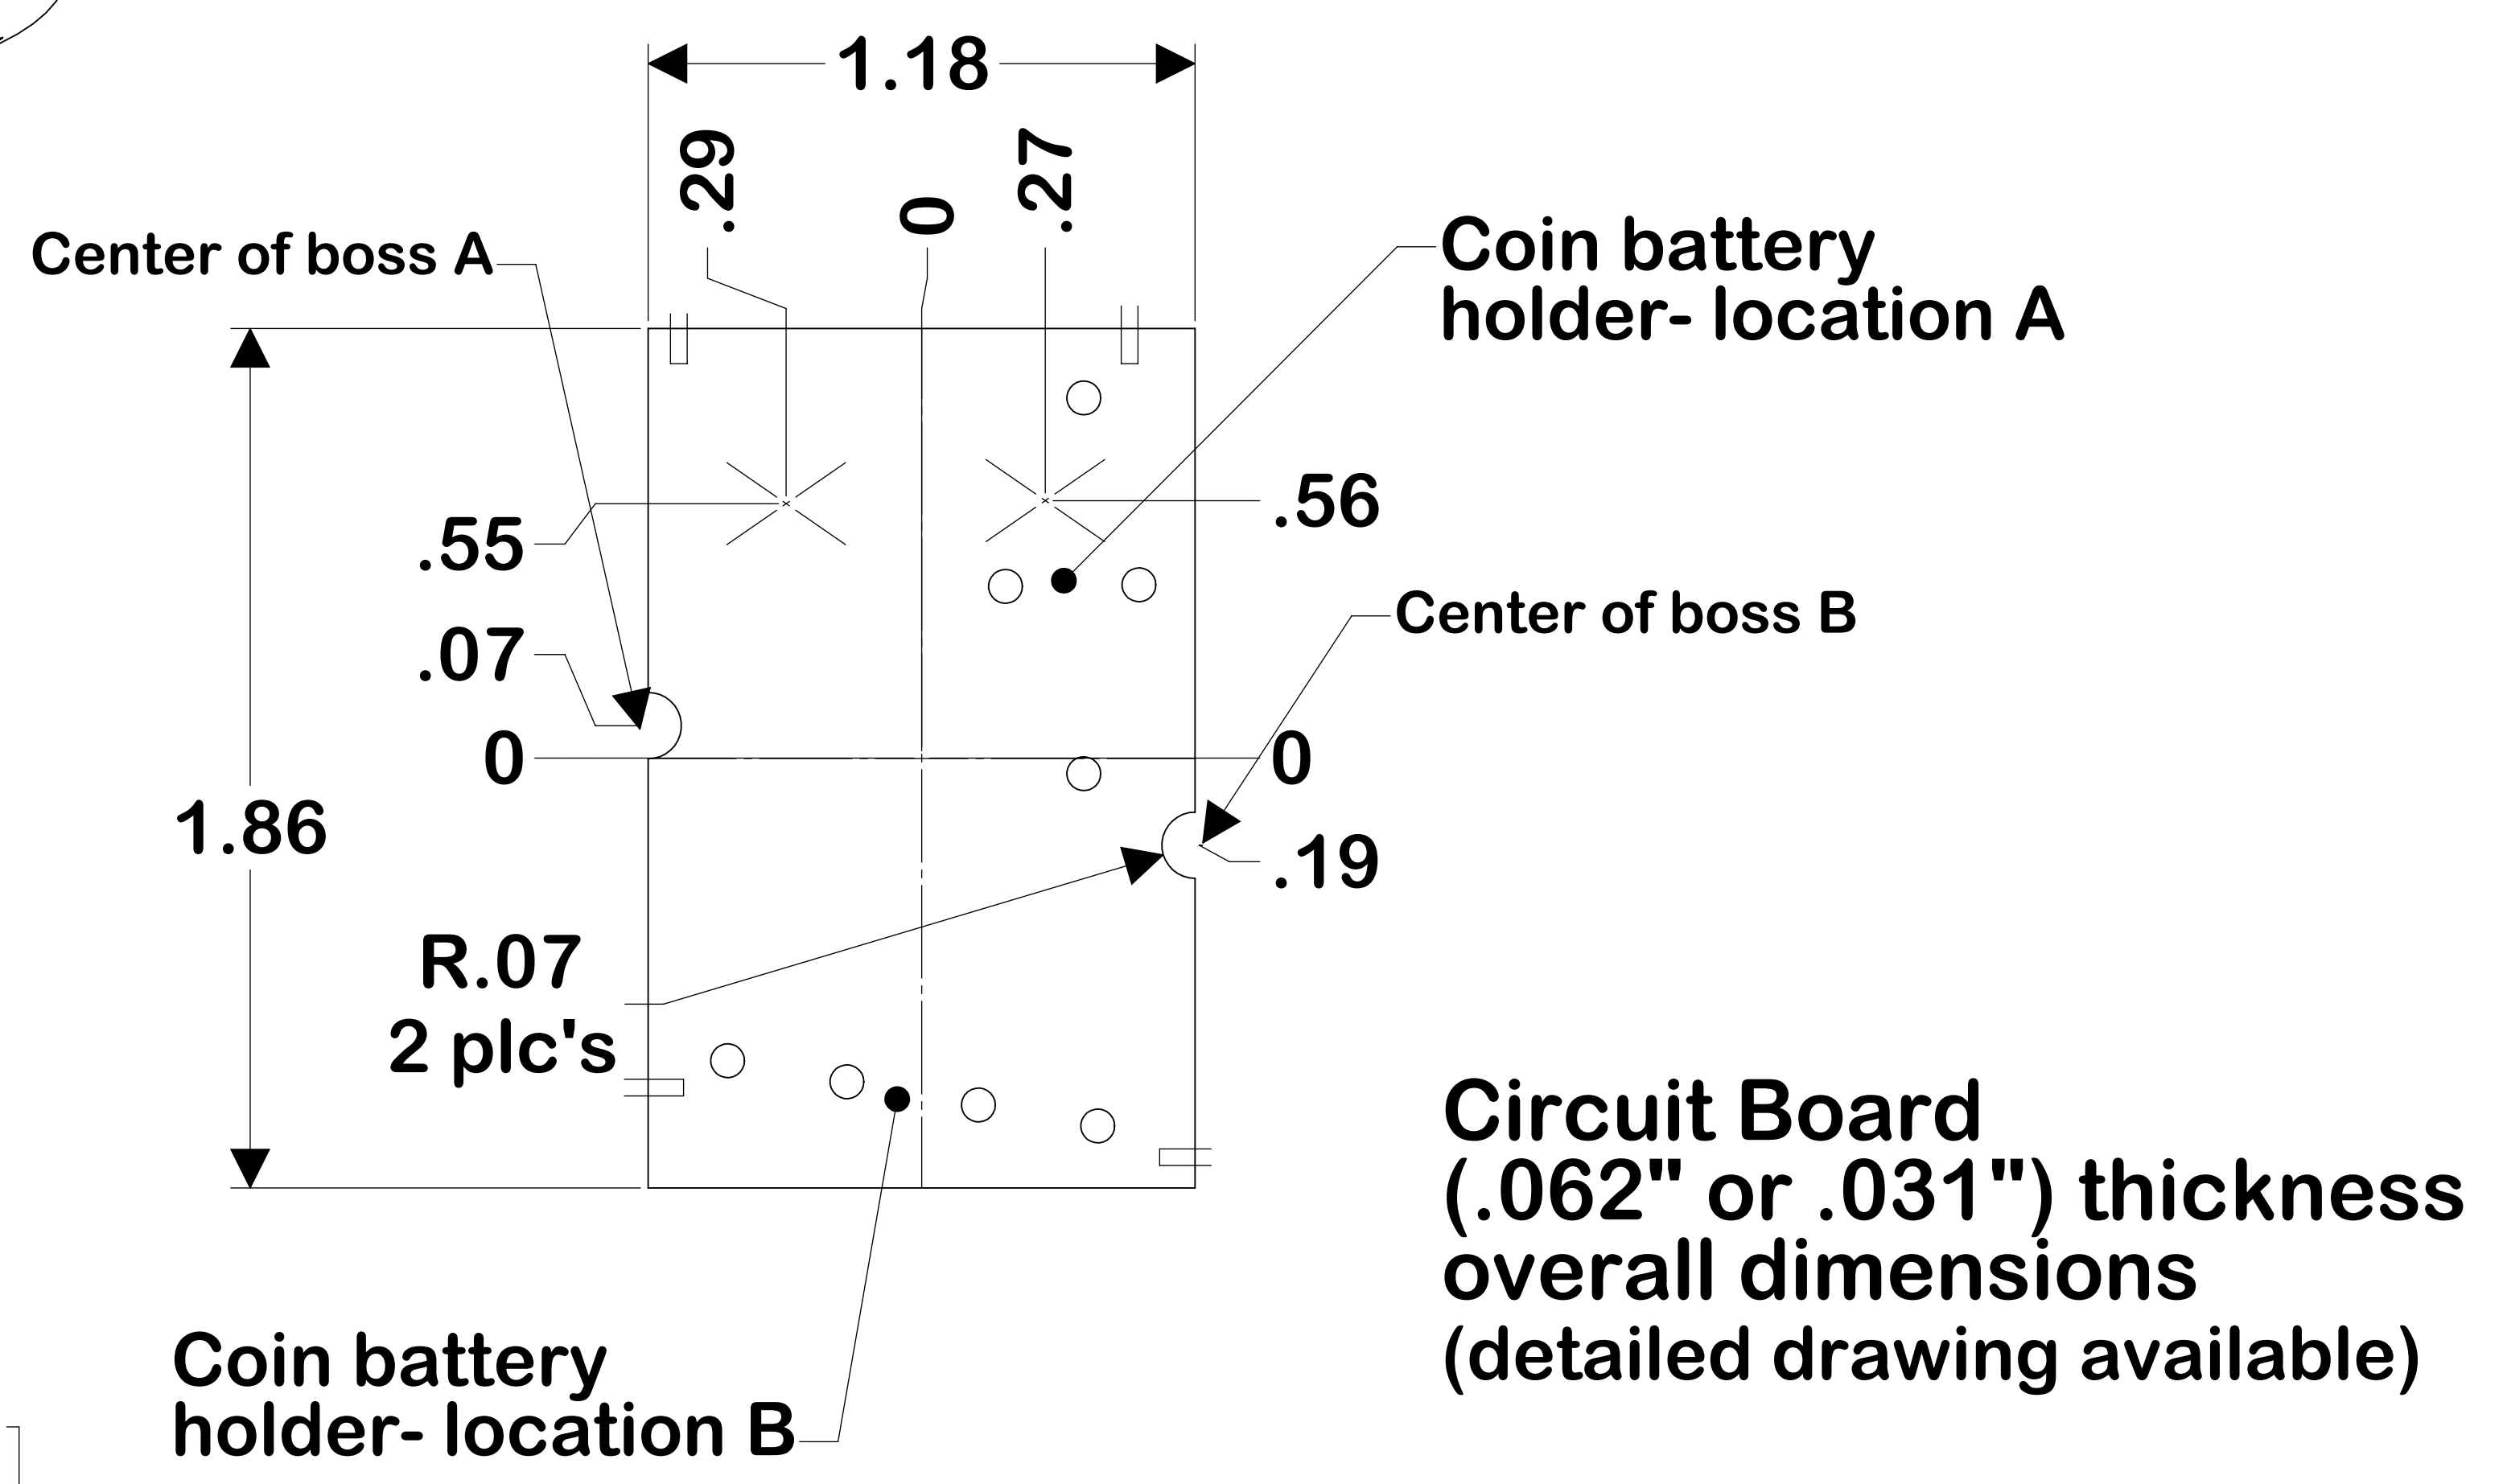 1.18
.29
0
.27
Center of boss A
Coin battery
holder- location A
.55
.56
.07
Center of boss B
0
0
1.86
.19
R.07
2 plc's
Circuit Board
(.062" or .031") thickness
overall dimensions
(detailed drawing available)
Coin battery
holder- location B